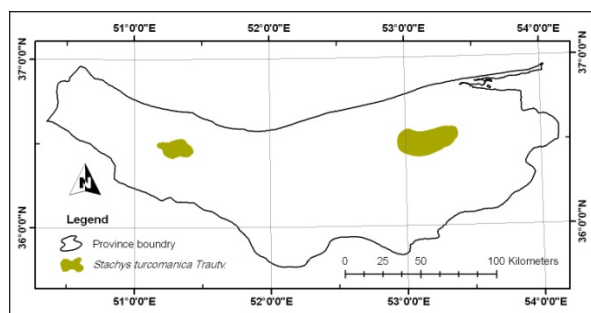 51°0'0"E 52°0'0"E 53°0'0"E 54°0'0"E
37°0'0"N
37°0'0"N
36°0'0"N
36°0'0"N
N
Legend
Province boundry
Stachys turcomanica Trautv.
0 25 50 100 Kilometers
51°0'0"E 52°0'0"E 53°0'0"E 54°0'0"E